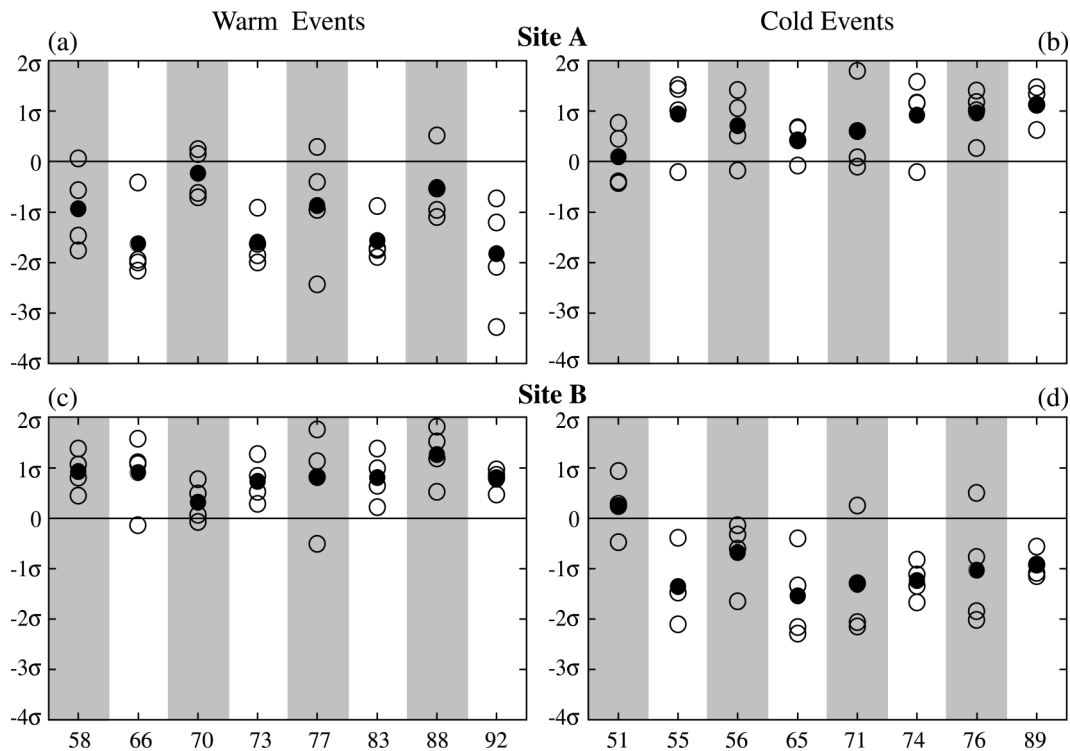 Warm Events
Cold Events
(a)
Site A
(b)
2σ
1σ
0
-1σ
-2σ
-3σ
-4σ
2σ
1σ
0
-1σ
-2σ
-3σ
-4σ
(c)
Site B
(d)
2σ
1σ
0
-1σ
-2σ
-3σ
-4σ
58 66 70 73 77 83 88 92
2σ
1σ
0
-1σ
-2σ
-3σ
-4σ
51 55 56 65 71 74 76 89